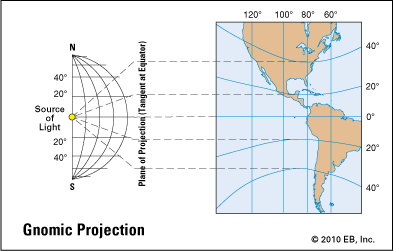 120° 100° 80° 60°
N
40°
20°
Source
of
Light
20°
40°
S
Plane of Projection (Tangent at Equator)
40°
20°
0°
20°
40°
Gnomic Projection
© 2010 EB, Inc.